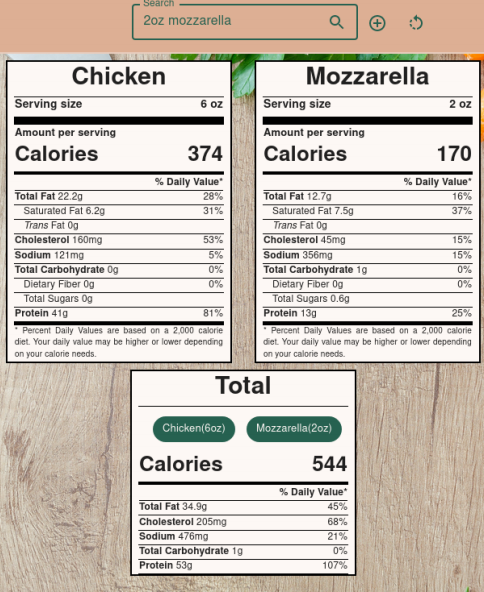 Search
2oz mozzarella
Chicken
Serving size 6 oz
Amount per serving
Calories 374
% Daily Value*
Total Fat 22.2g 28%
Saturated Fat 6.2g 31%
Trans Fat 0g
Cholesterol 160mg 53%
Sodium 121mg 5%
Total Carbohydrate 0g 0%
Dietary Fiber 0g 0%
Total Sugars 0g
Protein 41g 81%
* Percent Daily Values are based on a 2,000 calorie
diet. Your daily value may be higher or lower depending
on your calorie needs.
Mozzarella
Serving size 2 oz
Amount per serving
Calories 170
% Daily Value*
Total Fat 12.7g 16%
Saturated Fat 7.5g 37%
Trans Fat 0g
Cholesterol 45mg 15%
Sodium 356mg 15%
Total Carbohydrate 1g 0%
Dietary Fiber 0g 0%
Total Sugars 0.6g
Protein 13g 25%
* Percent Daily Values are based on a 2,000 calorie
diet. Your daily value may be higher or lower depending
on your calorie needs.
Total
Chicken(6oz) Mozzarella(2oz)
Calories 544
% Daily Value*
Total Fat 34.9g 45%
Cholesterol 205mg 68%
Sodium 476mg 21%
Total Carbohydrate 1g 0%
Protein 53g 107%